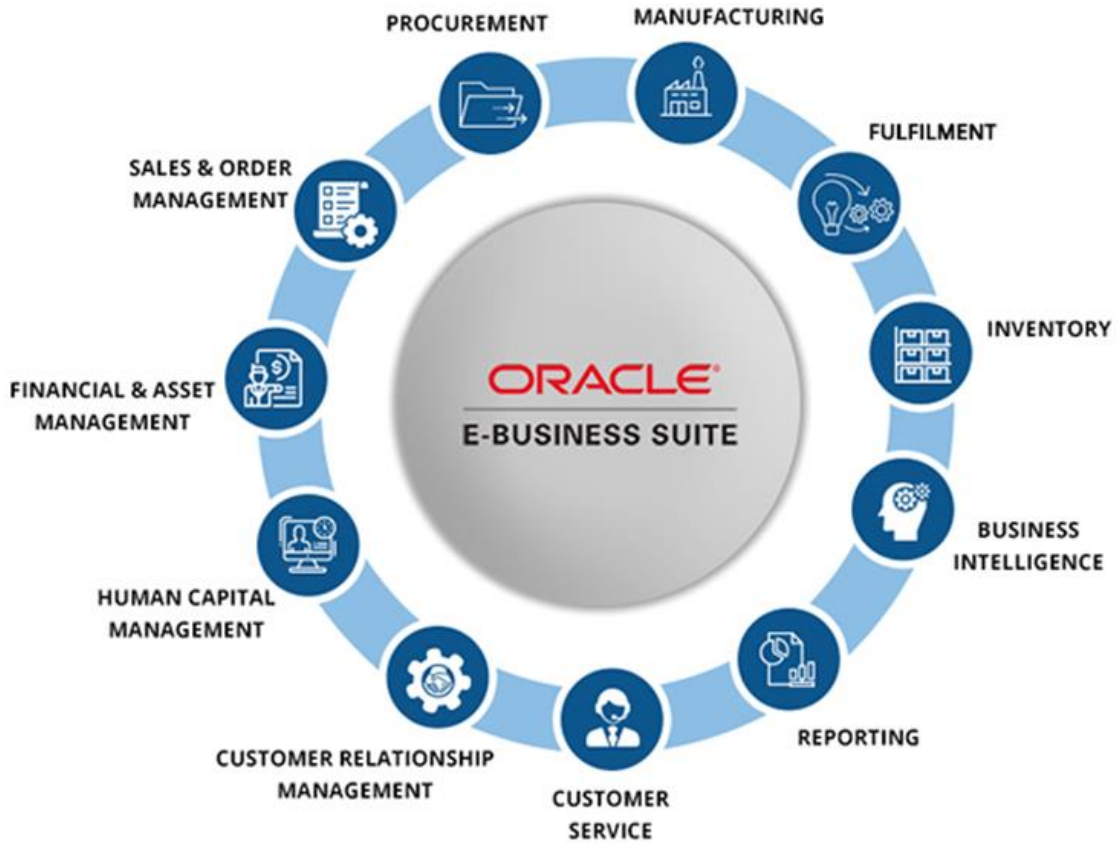 PROCUREMENT
MANUFACTURING
FULFILMENT
SALES & ORDER
MANAGEMENT
INVENTORY
ORACLE®
E-BUSINESS SUITE
FINANCIAL & ASSET
MANAGEMENT
BUSINESS
INTELLIGENCE
HUMAN CAPITAL
MANAGEMENT
REPORTING
CUSTOMER RELATIONSHIP
MANAGEMENT
CUSTOMER
SERVICE